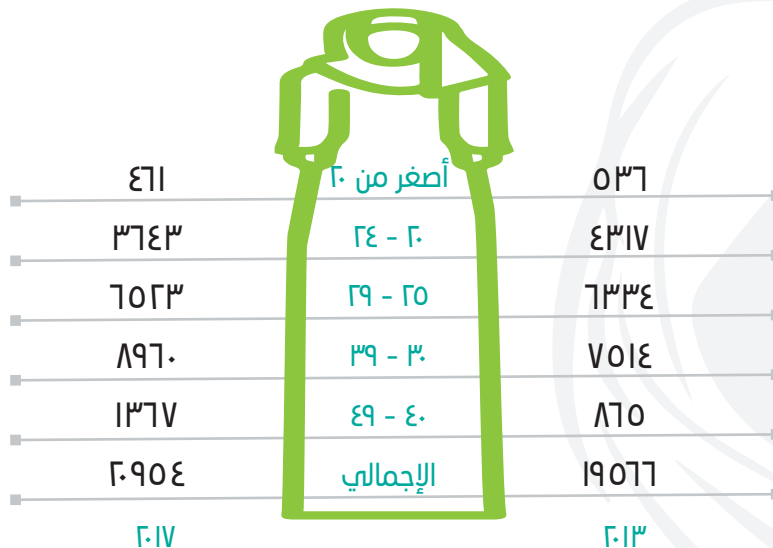 ٥٣٦ أصغر من ٢٠ ٤٦١
٤٣١٧ ٢٠ - ٢٤ ٣٦٤٣
٦٣٣٤ ٢٥ - ٢٩ ٦٥٢٣
٧٥١٤ ٣٠ - ٣٩ ٨٩٦٠
٨٦٥ ٤٠ - ٤٩ ١٣٦٧
١٩٥٦٦ الإجمالي ٢٠٩٥٤
٢٠١٣ ٢٠١٧